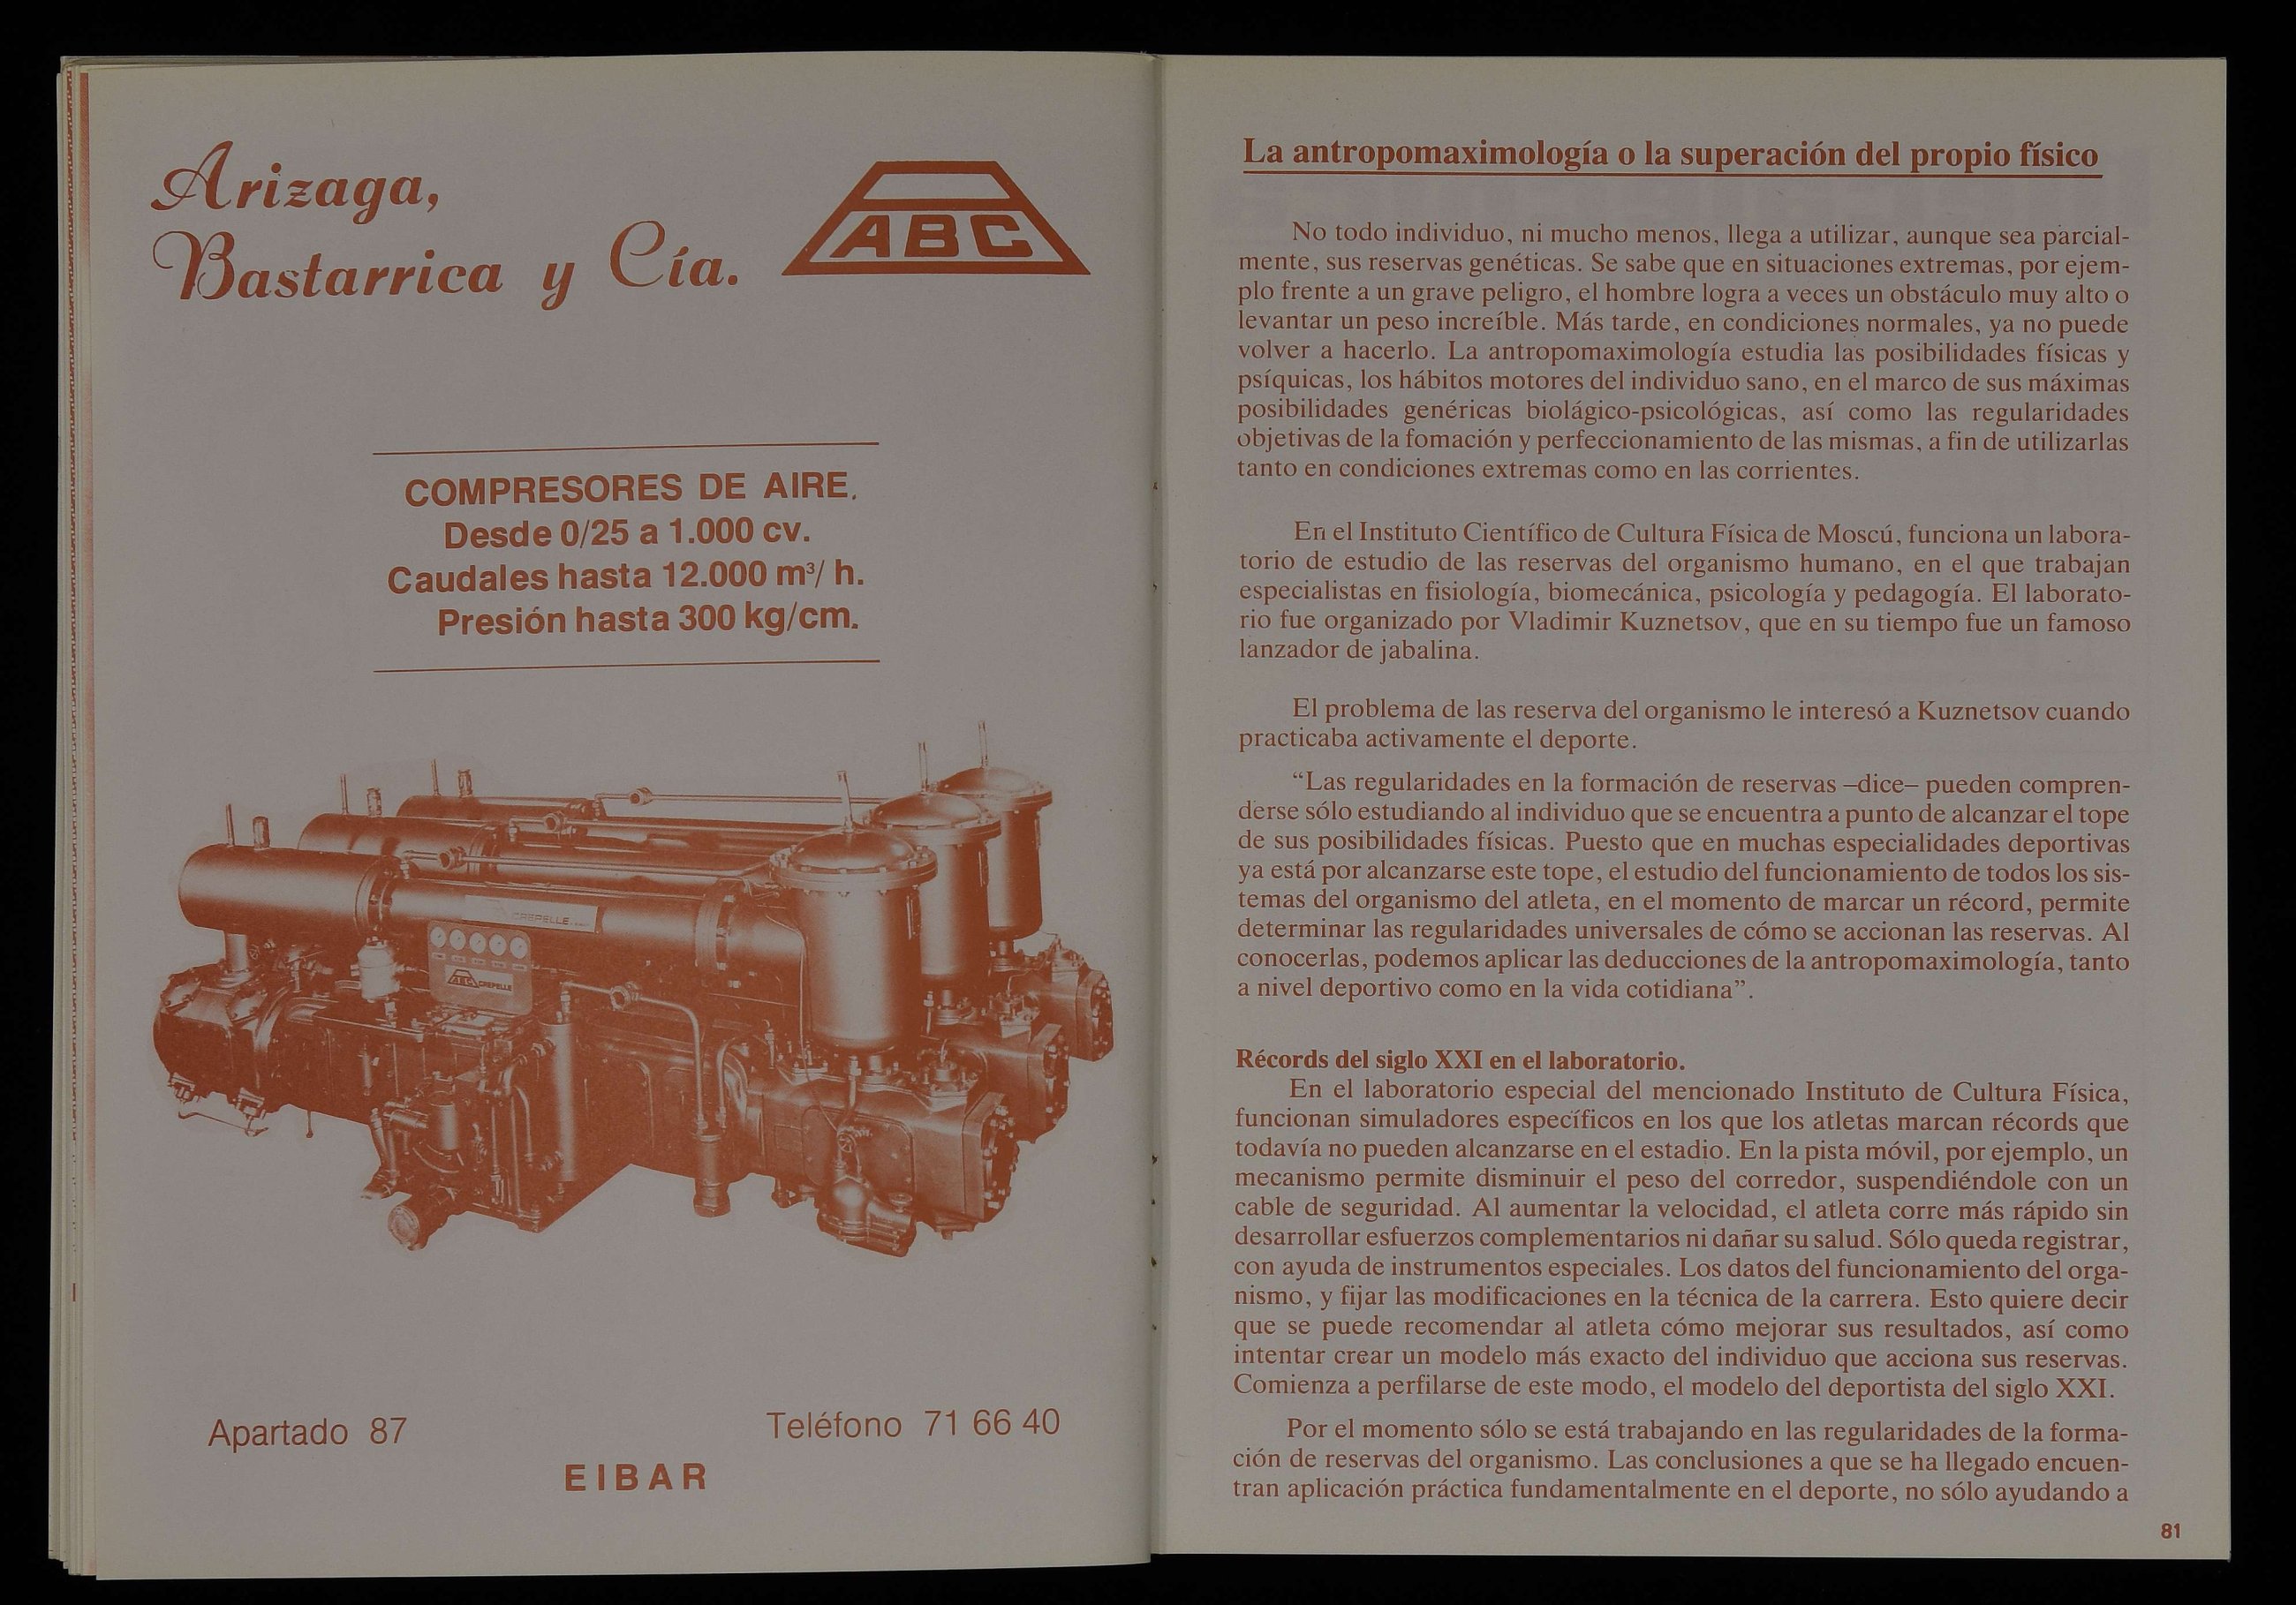 Arizaga,
Bastarrica y Cía.
ABC
COMPRESORES DE AIRE.
Desde 0/25 a 1.000 cv.
Caudales hasta 12.000 m³/ h.
Presión hasta 300 kg/cm.
CREPELLE
ABC CREPELLE
Apartado 87
Teléfono 71 66 40
EIBAR
La antropomaximología o la superación del propio físico
No todo individuo, ni mucho menos, llega a utilizar, aunque sea parcial-
mente, sus reservas genéticas. Se sabe que en situaciones extremas, por ejem-
plo frente a un grave peligro, el hombre logra a veces un obstáculo muy alto o
levantar un peso increíble. Más tarde, en condiciones normales, ya no puede
volver a hacerlo. La antropomaximología estudia las posibilidades físicas y
psíquicas, los hábitos motores del individuo sano, en el marco de sus máximas
posibilidades genéricas biolágico-psicológicas, así como las regularidades
objetivas de la fomación y perfeccionamiento de las mismas, a fin de utilizarlas
tanto en condiciones extremas como en las corrientes.
En el Instituto Científico de Cultura Física de Moscú, funciona un labora-
torio de estudio de las reservas del organismo humano, en el que trabajan
especialistas en fisiología, biomecánica, psicología y pedagogía. El laborato-
rio fue organizado por Vladimir Kuznetsov, que en su tiempo fue un famoso
lanzador de jabalina.
El problema de las reserva del organismo le interesó a Kuznetsov cuando
practicaba activamente el deporte.
“Las regularidades en la formación de reservas –dice– pueden compren-
derse sólo estudiando al individuo que se encuentra a punto de alcanzar el tope
de sus posibilidades físicas. Puesto que en muchas especialidades deportivas
ya está por alcanzarse este tope, el estudio del funcionamiento de todos los sis-
temas del organismo del atleta, en el momento de marcar un récord, permite
determinar las regularidades universales de cómo se accionan las reservas. Al
conocerlas, podemos aplicar las deducciones de la antropomaximología, tanto
a nivel deportivo como en la vida cotidiana”.
Récords del siglo XXI en el laboratorio.
En el laboratorio especial del mencionado Instituto de Cultura Física,
funcionan simuladores específicos en los que los atletas marcan récords que
todavía no pueden alcanzarse en el estadio. En la pista móvil, por ejemplo, un
mecanismo permite disminuir el peso del corredor, suspendiéndole con un
cable de seguridad. Al aumentar la velocidad, el atleta corre más rápido sin
desarrollar esfuerzos complementarios ni dañar su salud. Sólo queda registrar,
con ayuda de instrumentos especiales. Los datos del funcionamiento del orga-
nismo, y fijar las modificaciones en la técnica de la carrera. Esto quiere decir
que se puede recomendar al atleta cómo mejorar sus resultados, así como
intentar crear un modelo más exacto del individuo que acciona sus reservas.
Comienza a perfilarse de este modo, el modelo del deportista del siglo XXI.
Por el momento sólo se está trabajando en las regularidades de la forma-
ción de reservas del organismo. Las conclusiones a que se ha llegado encuen-
tran aplicación práctica fundamentalmente en el deporte, no sólo ayudando a
81